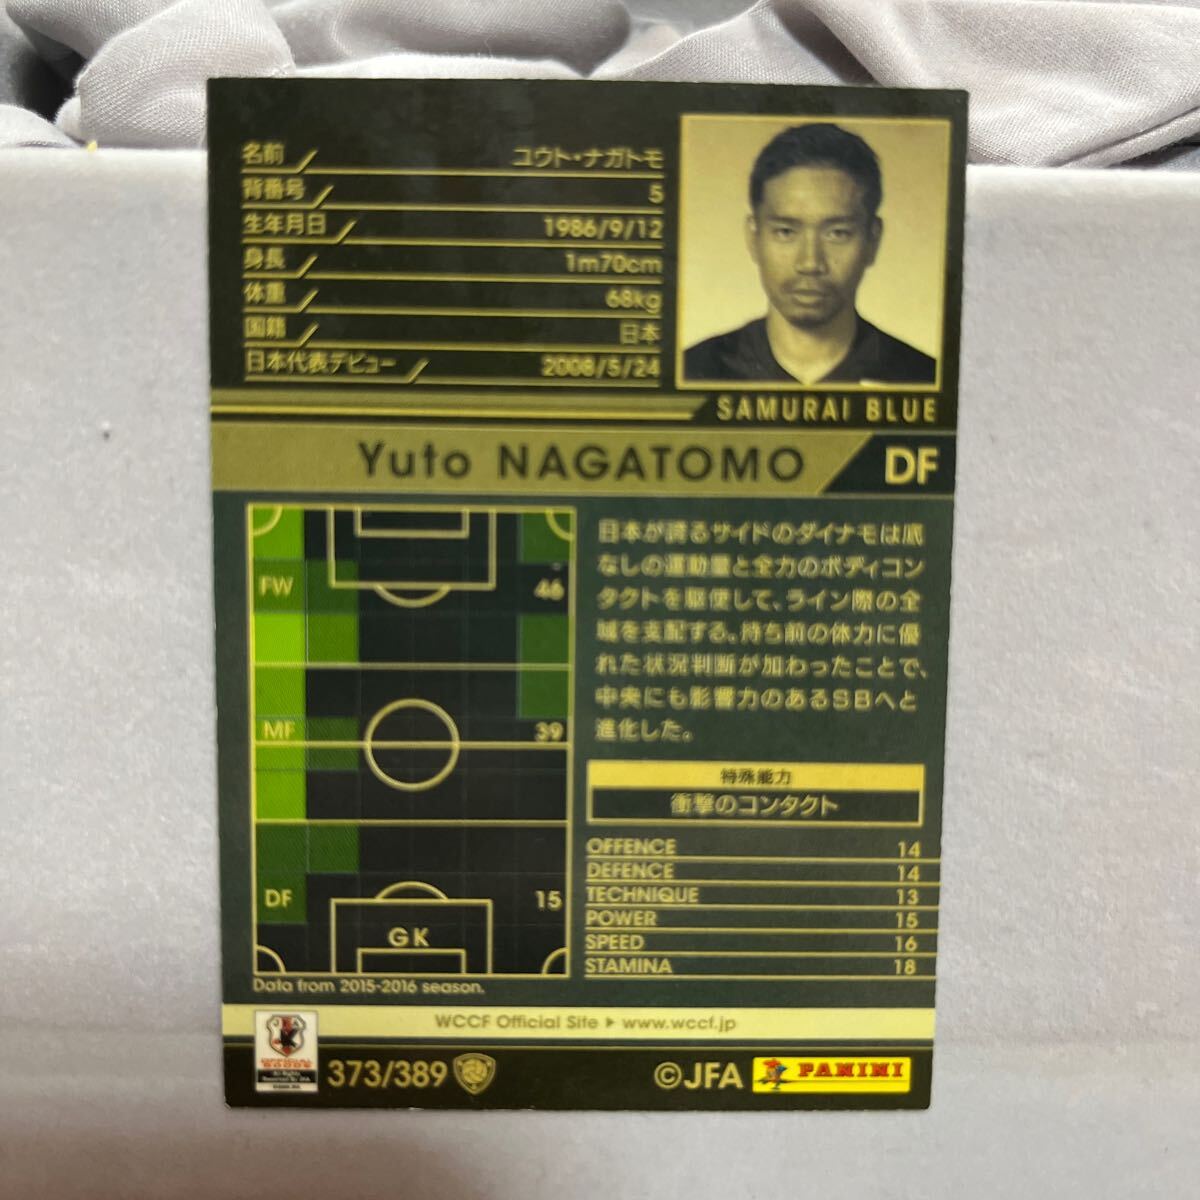 名前 ユウト・ナガトモ
背番号 5
生年月日 1986/9/12
身長 1m70cm
体重 68kg
国籍 日本
日本代表デビュー 2008/5/24
SAMURAI BLUE
Yuto NAGATOMO DF
FW 46
MF 39
DF 15
GK
Data from 2015-2016 season.
日本が誇るサイドのダイナモは底
なしの運動量と全力のボディコン
タクトを駆使して、ライン際の全
域を支配する。持ち前の体力に優
れた状況判断が加わったことで、
中央にも影響力のあるSBへと
進化した。
特殊能力
衝撃のコンタクト
OFFENCE 14
DEFENCE 14
TECHNIQUE 13
POWER 15
SPEED 16
STAMINA 18
WCCF Official Site ▶ www.wccf.jp
JFA
OFFICIAL
GOODS
373/389
©JFA PANINI